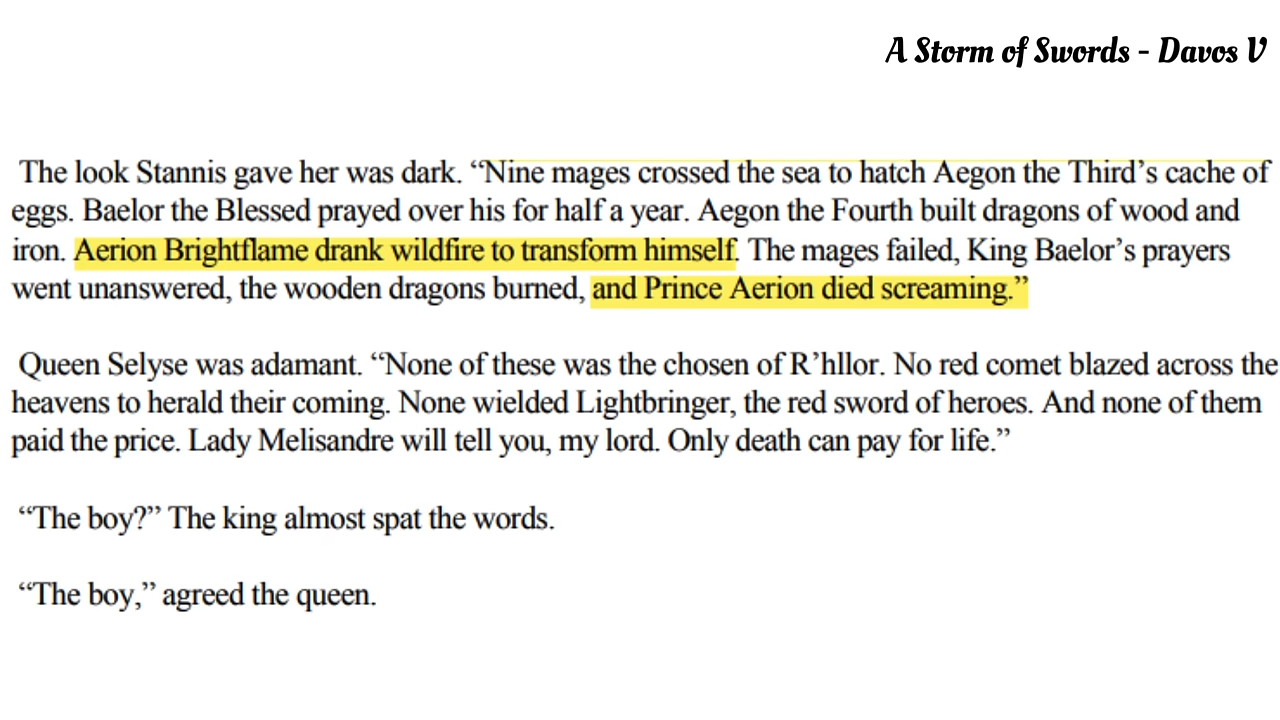 A Storm of Swords - Davos V
The look Stannis gave her was dark. “Nine mages crossed the sea to hatch Aegon the Third’s cache of
eggs. Baelor the Blessed prayed over his for half a year. Aegon the Fourth built dragons of wood and
iron. Aerion Brightflame drank wildfire to transform himself. The mages failed, King Baelor’s prayers
went unanswered, the wooden dragons burned, and Prince Aerion died screaming.”
Queen Selyse was adamant. “None of these was the chosen of R’hllor. No red comet blazed across the
heavens to herald their coming. None wielded Lightbringer, the red sword of heroes. And none of them
paid the price. Lady Melisandre will tell you, my lord. Only death can pay for life.”
“The boy?” The king almost spat the words.
“The boy,” agreed the queen.